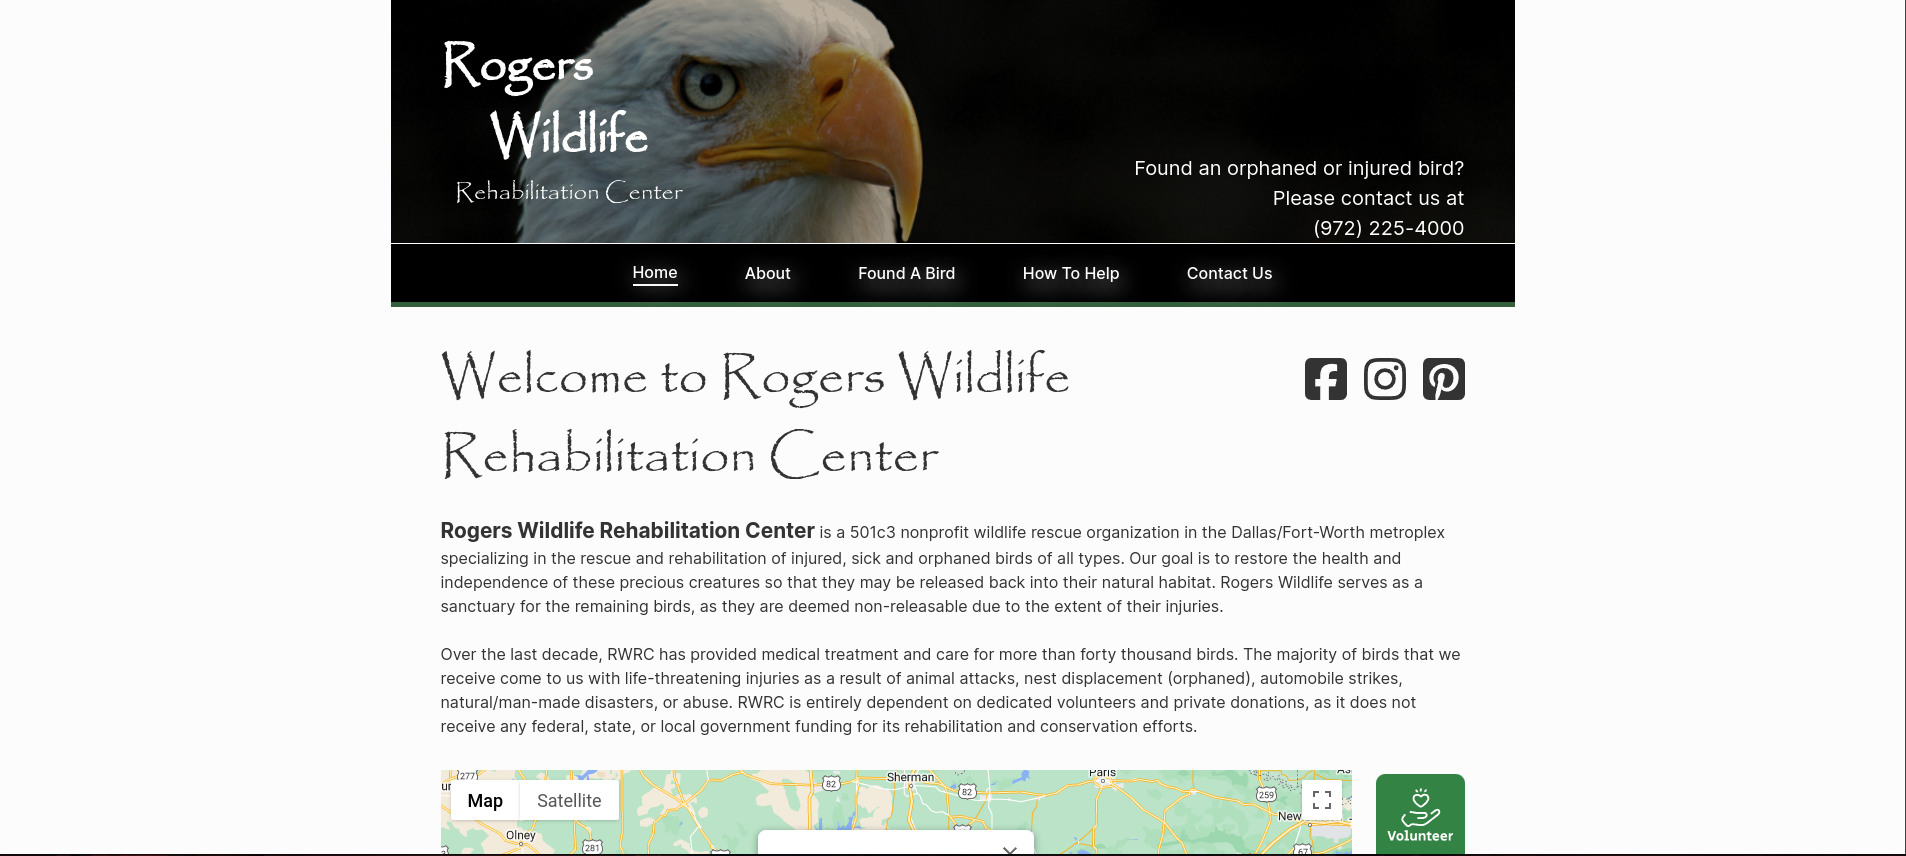 Rogers
Wildlife
Rehabilitation Center
Found an orphaned or injured bird?
Please contact us at
(972) 225-4000
Home About Found A Bird How To Help Contact Us
Welcome to Rogers Wildlife
Rehabilitation Center
Rogers Wildlife Rehabilitation Center is a 501c3 nonprofit wildlife rescue organization in the Dallas/Fort-Worth metroplex
specializing in the rescue and rehabilitation of injured, sick and orphaned birds of all types. Our goal is to restore the health and
independence of these precious creatures so that they may be released back into their natural habitat. Rogers Wildlife serves as a
sanctuary for the remaining birds, as they are deemed non-releasable due to the extent of their injuries.
Over the last decade, RWRC has provided medical treatment and care for more than forty thousand birds. The majority of birds that we
receive come to us with life-threatening injuries as a result of animal attacks, nest displacement (orphaned), automobile strikes,
natural/man-made disasters, or abuse. RWRC is entirely dependent on dedicated volunteers and private donations, as it does not
receive any federal, state, or local government funding for its rehabilitation and conservation efforts.
277 82 Sherman Paris
Map Satellite 82 259
New
Olney 281 67
Volunteer